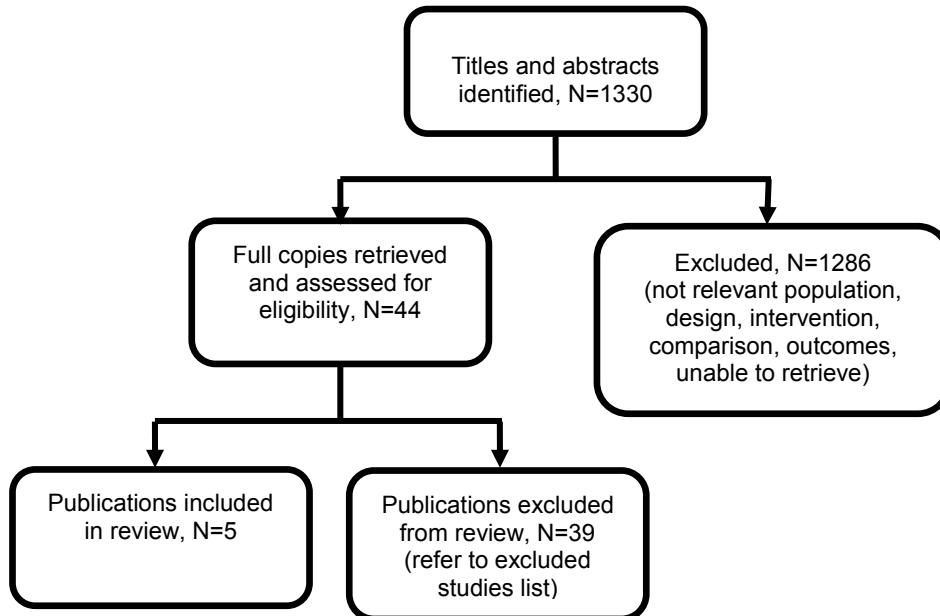 Titles and abstracts
identified, N=1330
Full copies retrieved
and assessed for
eligibility, N=44
Excluded, N=1286
(not relevant population,
design, intervention,
comparison, outcomes,
unable to retrieve)
Publications included
in review, N=5
Publications excluded
from review, N=39
(refer to excluded
studies list)